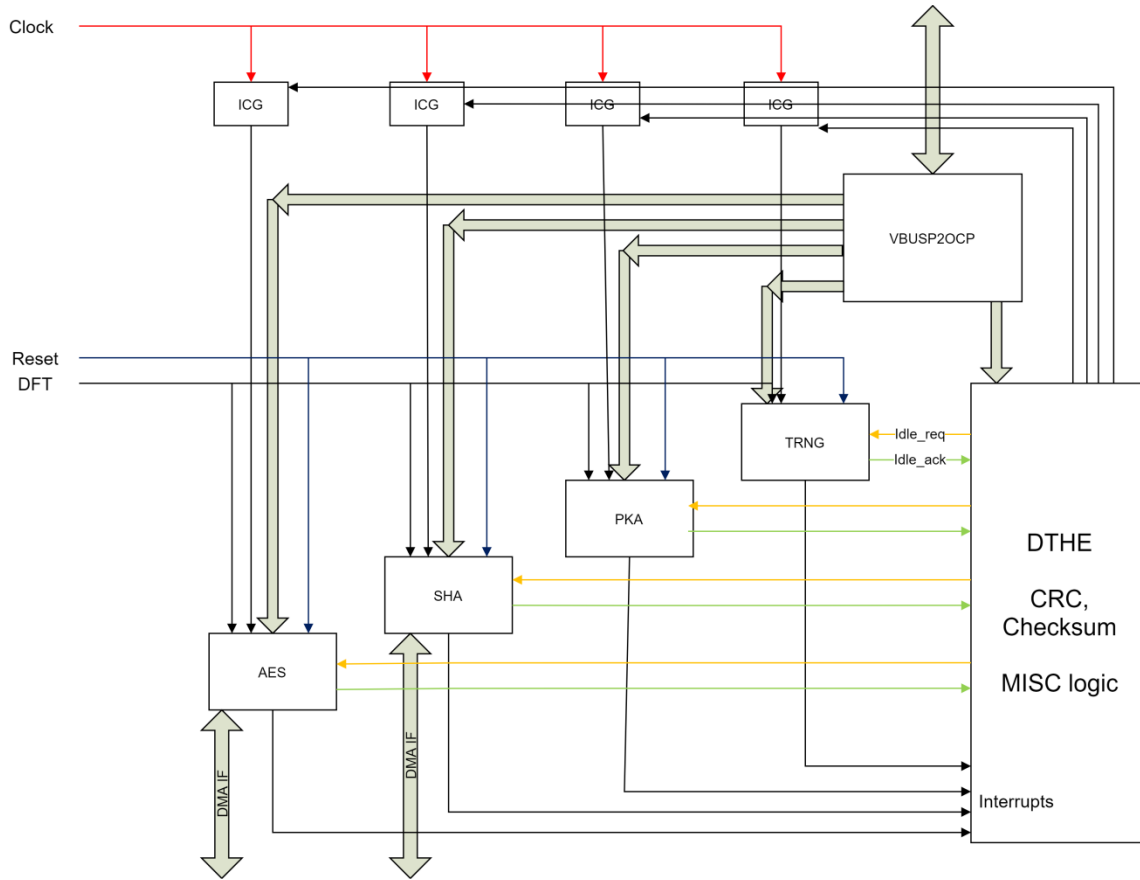 Clock
ICG
ICG
ICG
ICG
VBUSP2OCP
Reset
DFT
TRNG
Idle_req
Idle_ack
PKA
DTHE
CRC,
Checksum
MISC logic
SHA
AES
DMA IF
DMA IF
Interrupts